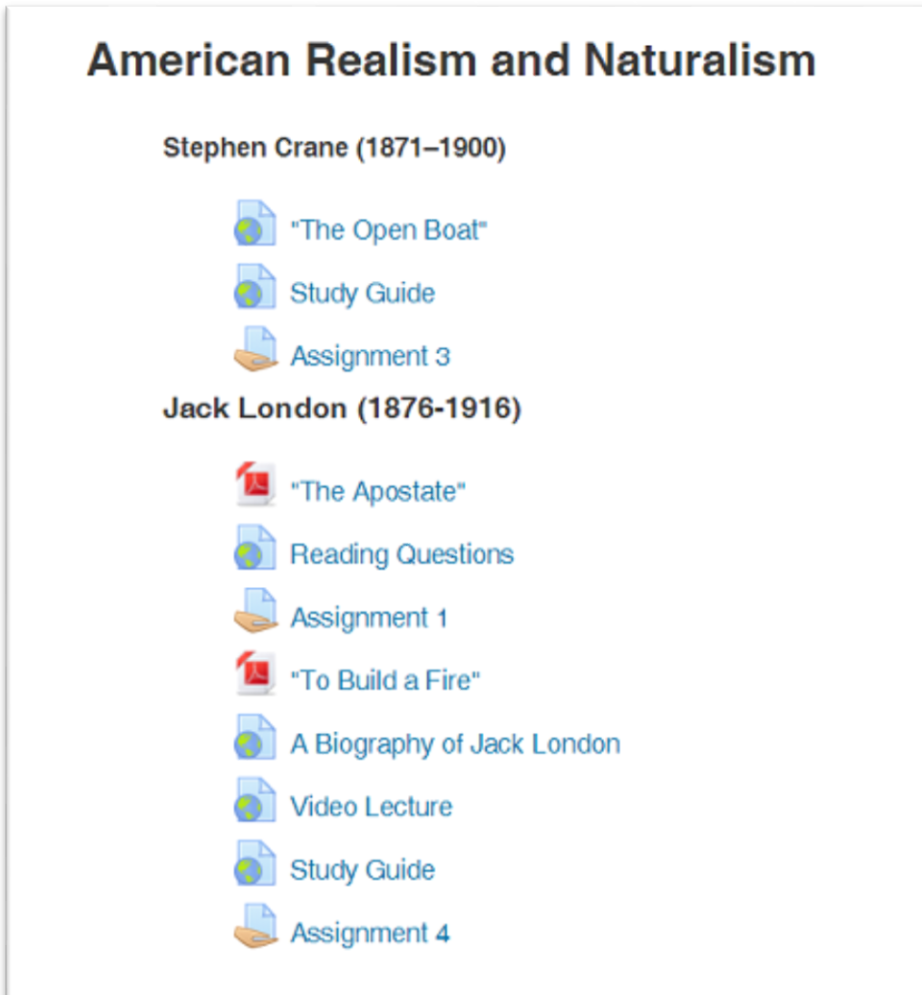 American Realism and Naturalism
Stephen Crane (1871–1900)
"The Open Boat"
Study Guide
Assignment 3
Jack London (1876-1916)
"The Apostate"
Reading Questions
Assignment 1
"To Build a Fire"
A Biography of Jack London
Video Lecture
Study Guide
Assignment 4